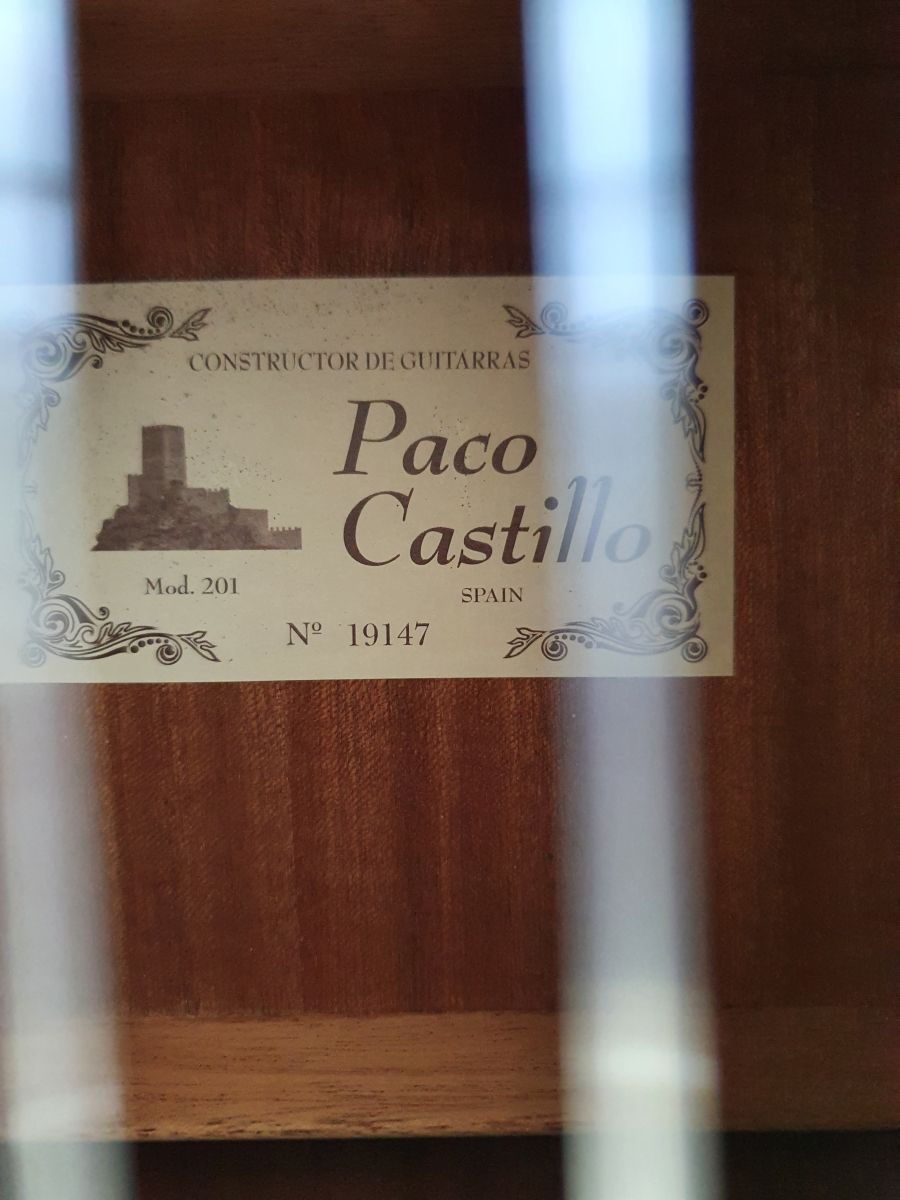 CONSTRUCTOR DE GUITARRAS
Paco
Castillo
Mod. 201
SPAIN
Nº 19147